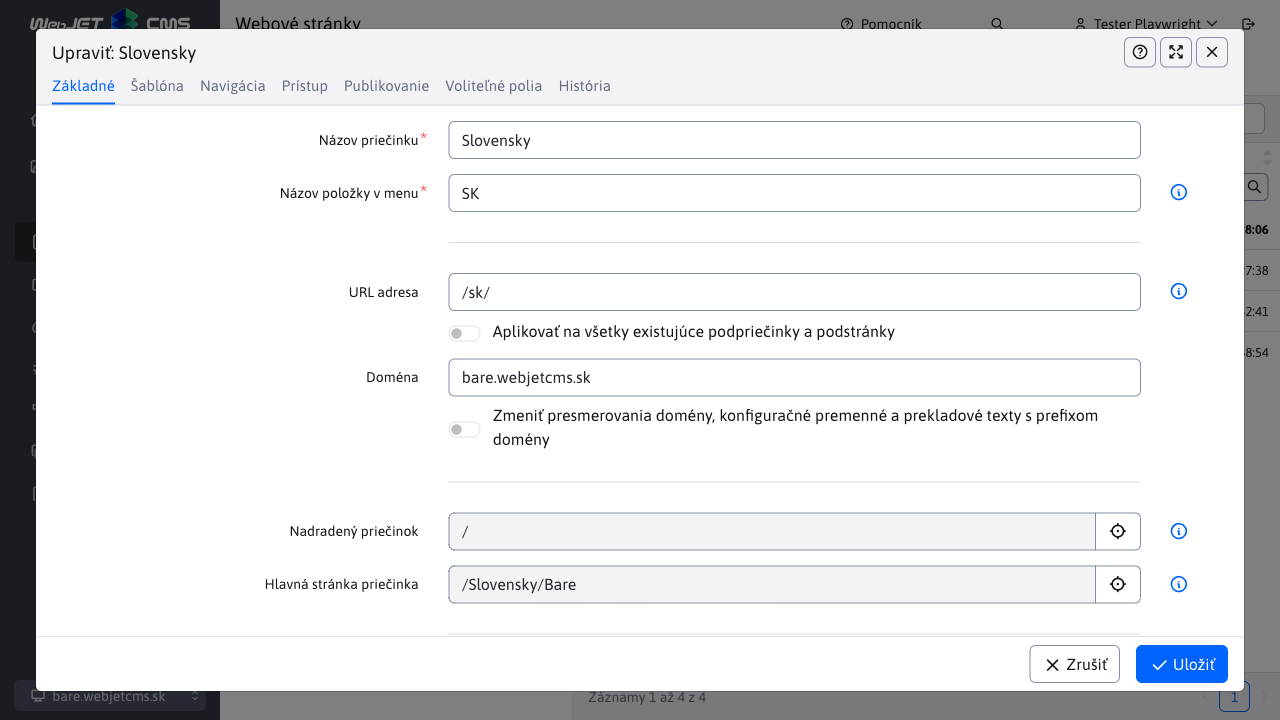 WebJET CMS
Webové stránky
Pomocník
Tester Playwright
Upraviť: Slovensky
Základné
Šablóna
Navigácia
Prístup
Publikovanie
Voliteľné polia
História
Názov priečinku*
Slovensky
Názov položky v menu*
SK
URL adresa
/sk/
Aplikovať na všetky existujúce podpriečinky a podstránky
Doména
bare.webjetcms.sk
Zmeniť presmerovania domény, konfiguračné premenné a prekladové texty s prefixom
domény
Nadradený priečinok
/
Hlavná stránka priečinka
/Slovensky/Bare
8:06
7:38
2:41
8:54
Zrušiť
Uložiť
bare.webjetcms.sk
Záznamy 1 až 4 z 4
1